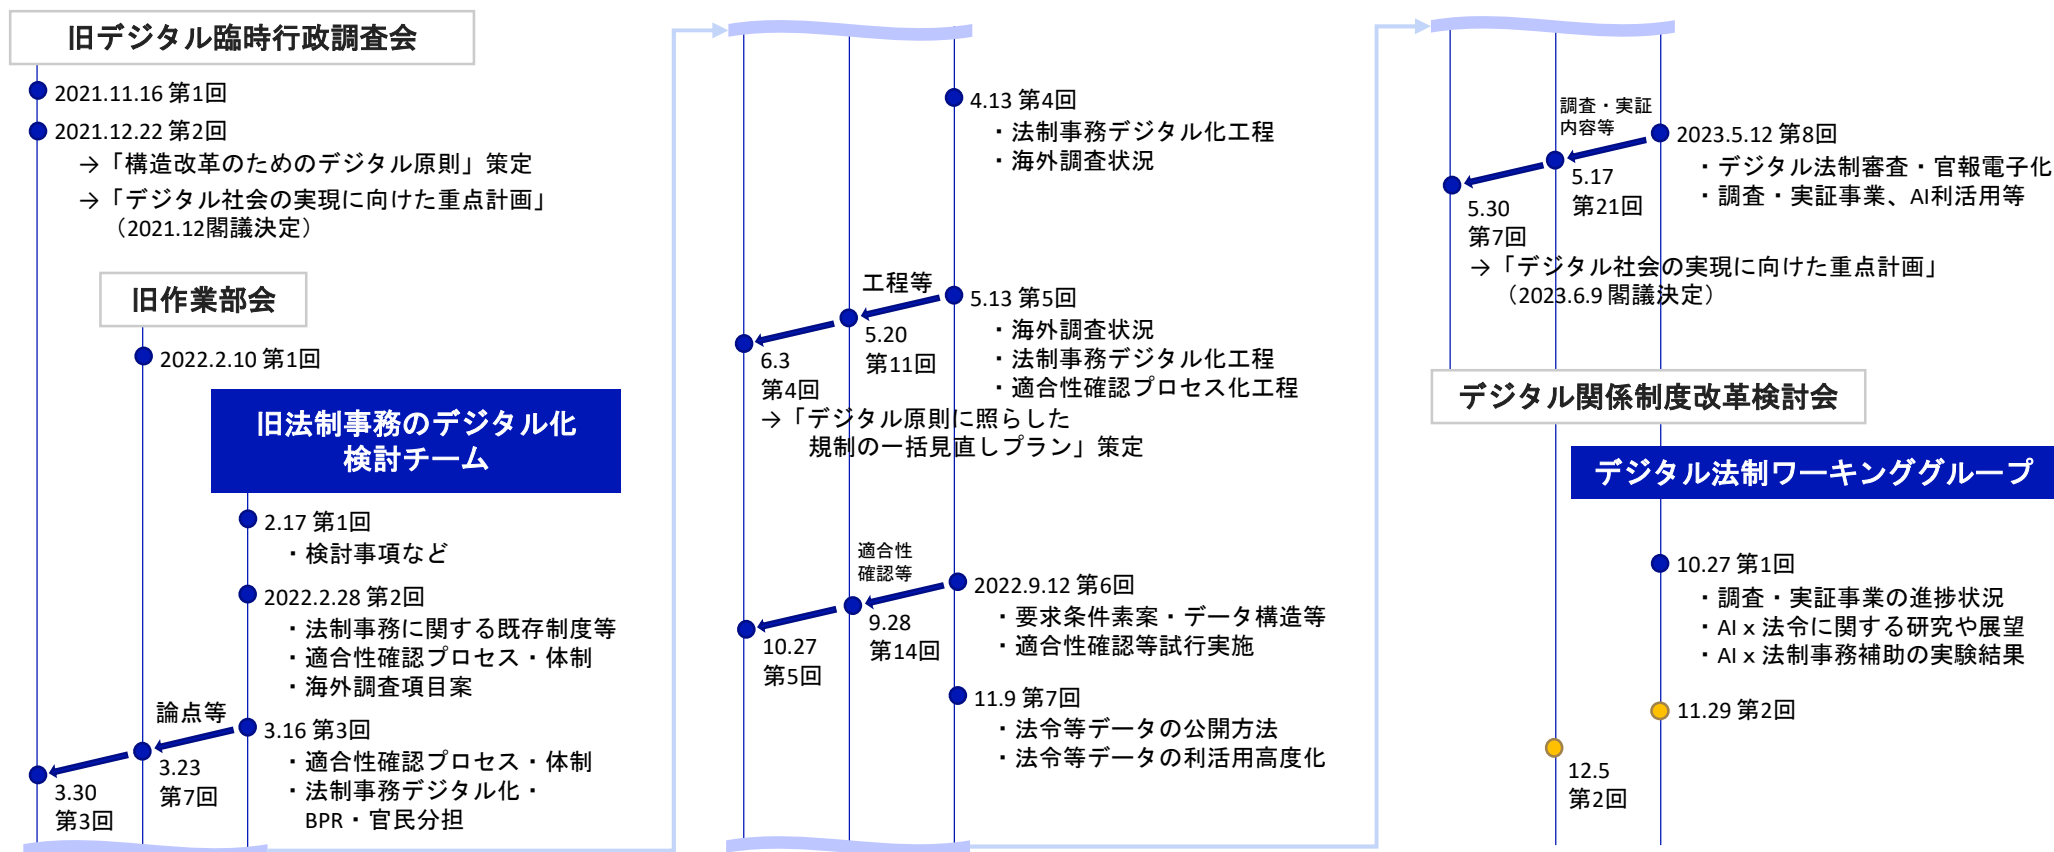 旧デジタル臨時行政調査会
2021.11.16 第1回
2021.12.22 第2回
→「構造改革のためのデジタル原則」策定
→「デジタル社会の実現に向けた重点計画」
（2021.12閣議決定）
旧作業部会
2022.2.10 第1回
旧法制事務のデジタル化
検討チーム
2.17 第1回
・検討事項など
2022.2.28 第2回
・法制事務に関する既存制度等
・適合性確認プロセス・体制
・海外調査項目案
論点等
3.16 第3回
・適合性確認プロセス・体制
・法制事務デジタル化・
BPR・官民分担
3.23
第7回
3.30
第3回
4.13 第4回
・法制事務デジタル化工程
・海外調査状況
工程等
5.13 第5回
・海外調査状況
・法制事務デジタル化工程
・適合性確認プロセス化工程
5.20
第11回
6.3
第4回
→「デジタル原則に照らした
規制の一括見直しプラン」策定
適合性
確認等
2022.9.12 第6回
・要求条件素案・データ構造等
・適合性確認等試行実施
9.28
第14回
10.27
第5回
11.9 第7回
・法令等データの公開方法
・法令等データの利活用高度化
調査・実証
内容等
2023.5.12 第8回
・デジタル法制審査・官報電子化
・調査・実証事業、AI利活用等
5.17
第21回
5.30
第7回
→「デジタル社会の実現に向けた重点計画」
（2023.6.9 閣議決定）
デジタル関係制度改革検討会
デジタル法制ワーキンググループ
10.27 第1回
・調査・実証事業の進捗状況
・AI x 法令に関する研究や展望
・AI x 法制事務補助の実験結果
11.29 第2回
12.5
第2回